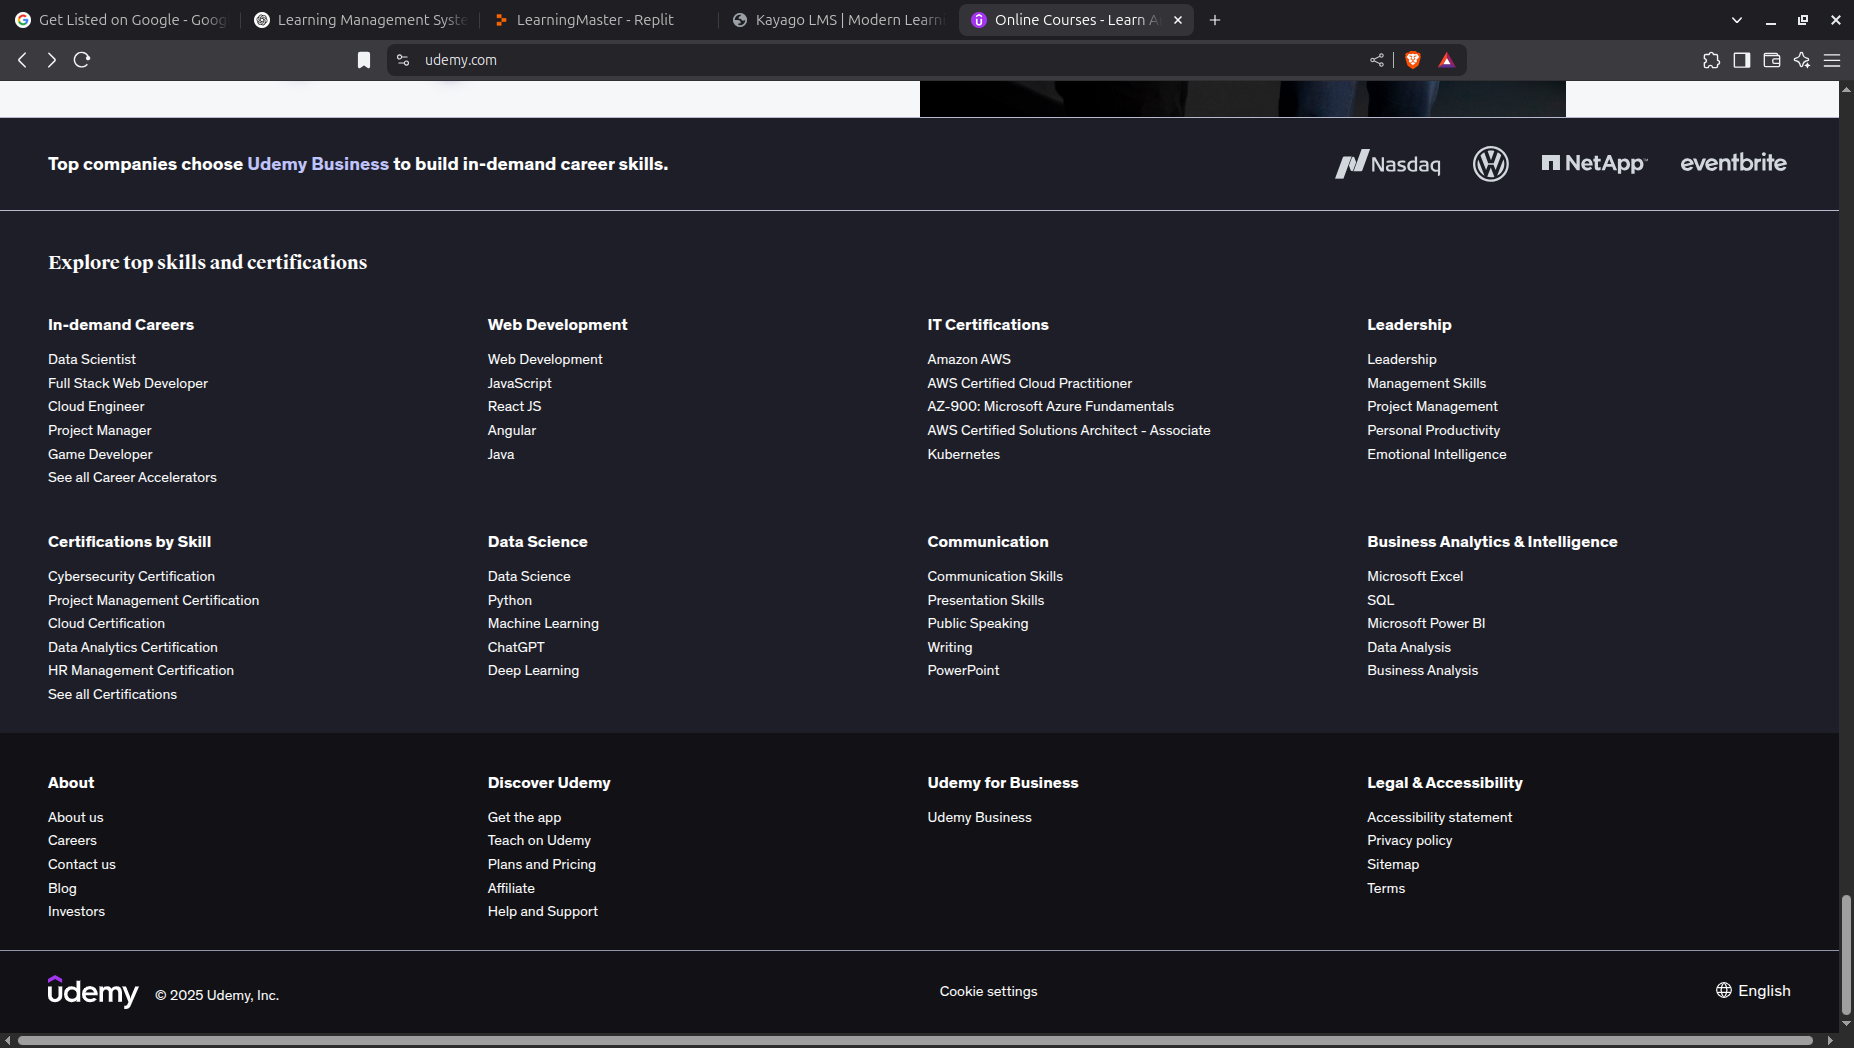 Get Listed on Google - Goog
Learning Management Syste
LearningMaster - Replit
Kayago LMS | Modern Learni
Online Courses - Learn A
udemy.com
Top companies choose Udemy Business to build in-demand career skills.
Nasdaq
NetApp
eventbrite
Explore top skills and certifications
In-demand Careers
Data Scientist
Full Stack Web Developer
Cloud Engineer
Project Manager
Game Developer
See all Career Accelerators
Web Development
Web Development
JavaScript
React JS
Angular
Java
IT Certifications
Amazon AWS
AWS Certified Cloud Practitioner
AZ-900: Microsoft Azure Fundamentals
AWS Certified Solutions Architect - Associate
Kubernetes
Leadership
Leadership
Management Skills
Project Management
Personal Productivity
Emotional Intelligence
Certifications by Skill
Cybersecurity Certification
Project Management Certification
Cloud Certification
Data Analytics Certification
HR Management Certification
See all Certifications
Data Science
Data Science
Python
Machine Learning
ChatGPT
Deep Learning
Communication
Communication Skills
Presentation Skills
Public Speaking
Writing
PowerPoint
Business Analytics & Intelligence
Microsoft Excel
SQL
Microsoft Power BI
Data Analysis
Business Analysis
About
About us
Careers
Contact us
Blog
Investors
Discover Udemy
Get the app
Teach on Udemy
Plans and Pricing
Affiliate
Help and Support
Udemy for Business
Udemy Business
Legal & Accessibility
Accessibility statement
Privacy policy
Sitemap
Terms
udemy
© 2025 Udemy, Inc.
Cookie settings
English